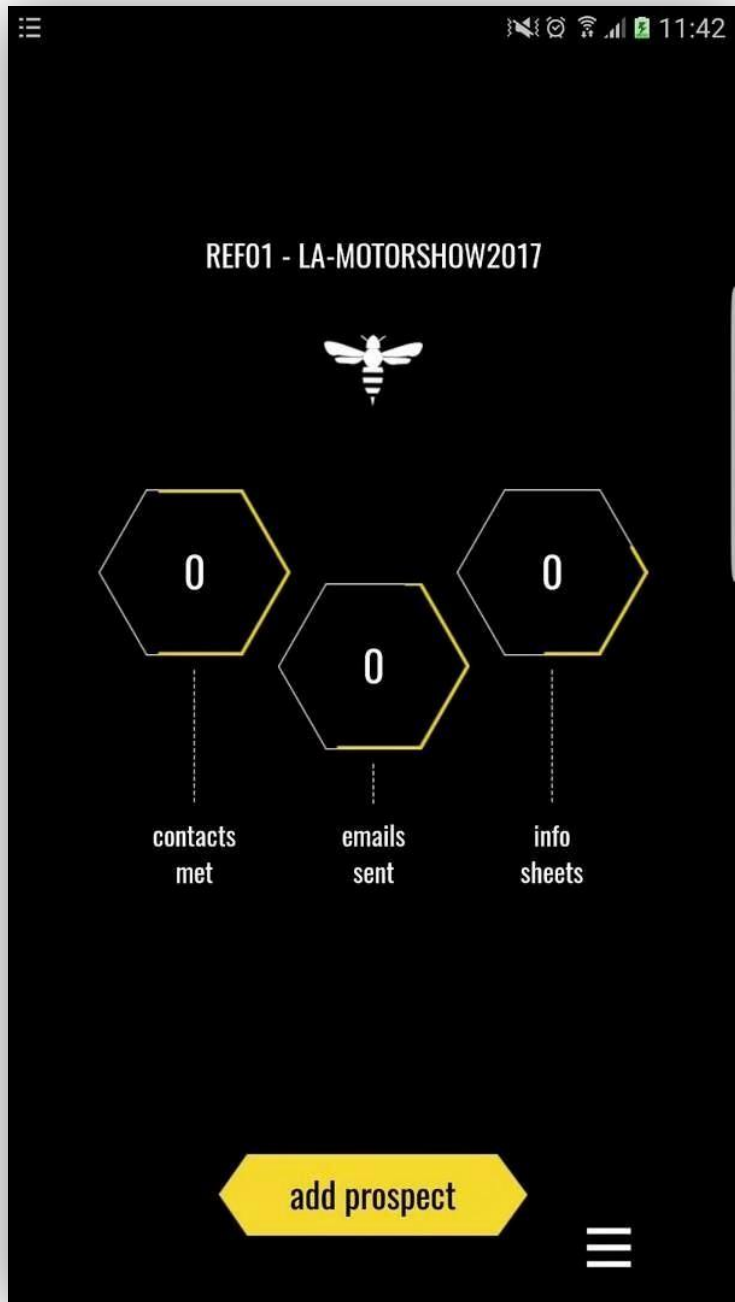 11:42
REF01 - LA-MOTORSHOW2017
0
0
0
contacts
met
emails
sent
info
sheets
add prospect